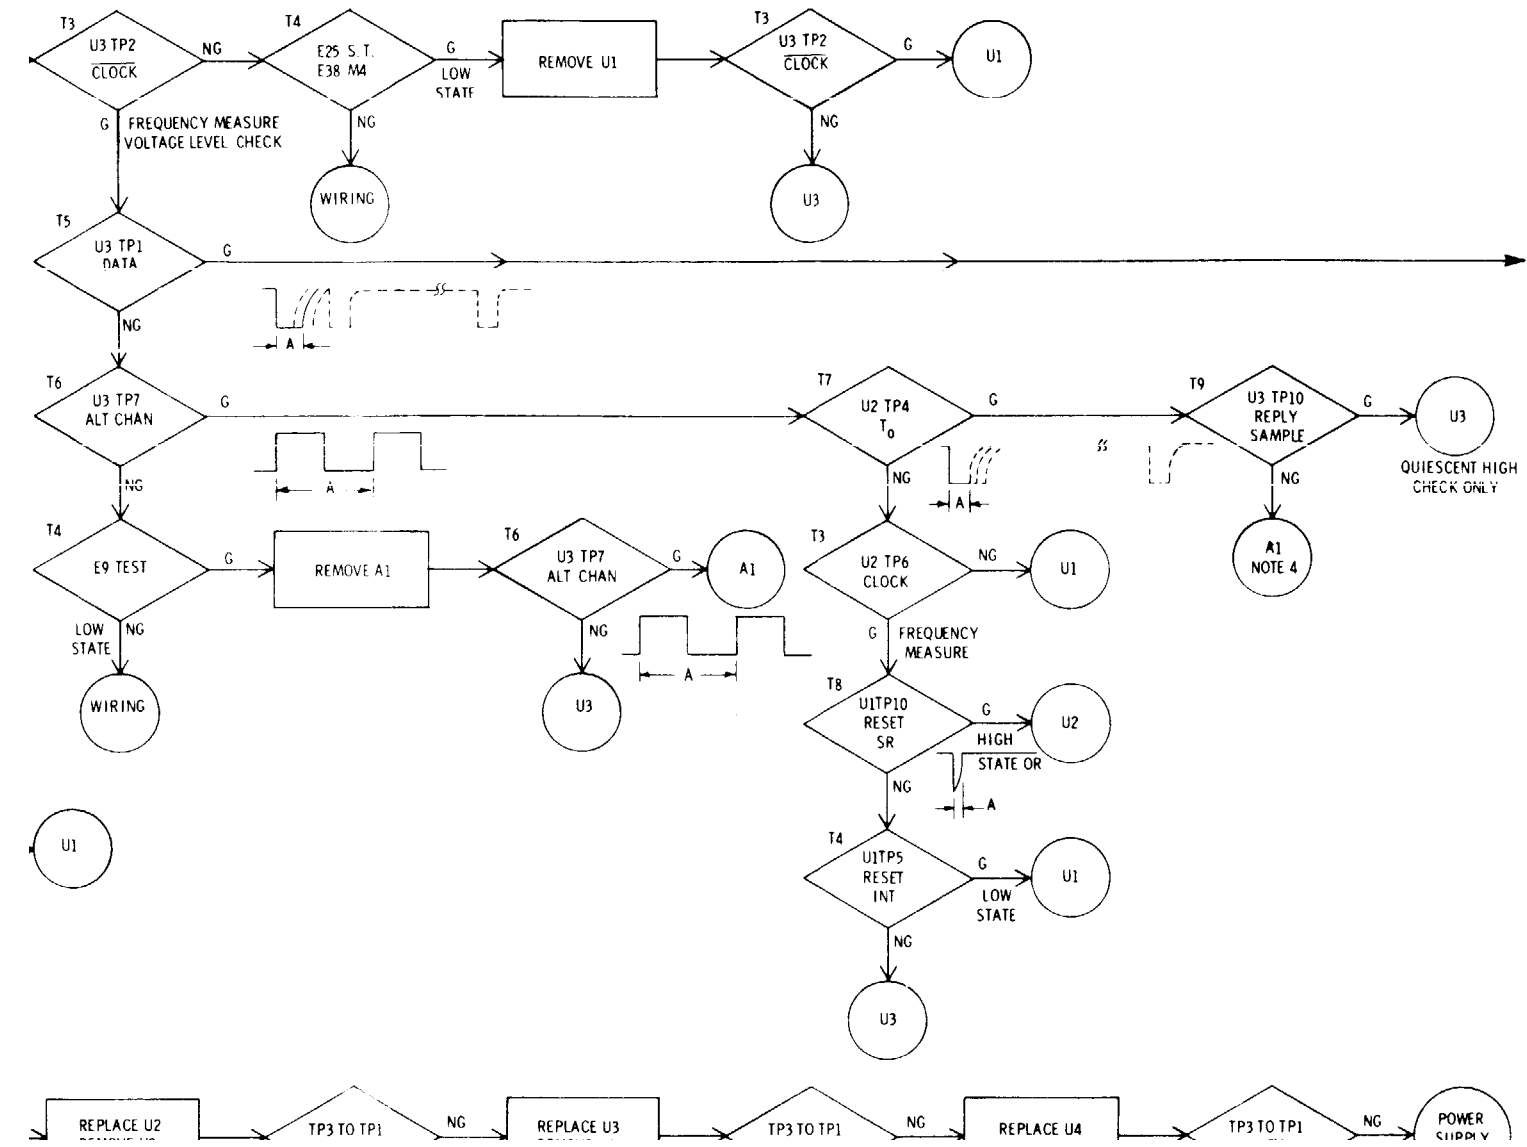 T3
U3 TP2
CLOCK
NG
T4
E25 S.T.
E38 M4
G
LOW
STATE
REMOVE U1
T3
U3 TP2
CLOCK
G
U1
G
FREQUENCY MEASURE
VOLTAGE LEVEL CHECK
NG
WIRING
NG
U3
T5
U3 TP1
DATA
G
NG
A
T6
U3 TP7
ALT CHAN
G
A
NG
T7
U2 TP4
To
G
NG
A
T9
U3 TP10
REPLY
SAMPLE
G
U3
QUIESCENT HIGH
CHECK ONLY
NG
A1
NOTE 4
T4
E9 TEST
G
REMOVE A1
T6
U3 TP7
ALT CHAN
G
A1
LOW
STATE
NG
WIRING
NG
U3
A
T3
U2 TP6
CLOCK
NG
U1
G
FREQUENCY
MEASURE
T8
U1TP10
RESET
SR
G
HIGH
STATE OR
U2
A
NG
U1
T4
U1TP5
RESET
INT
G
LOW
STATE
U1
NG
U3
REPLACE U2
TP3 TO TP1
NG
REPLACE U3
TP3 TO TP1
NG
REPLACE U4
TP3 TO TP1
NG
POWER
SUPPLY